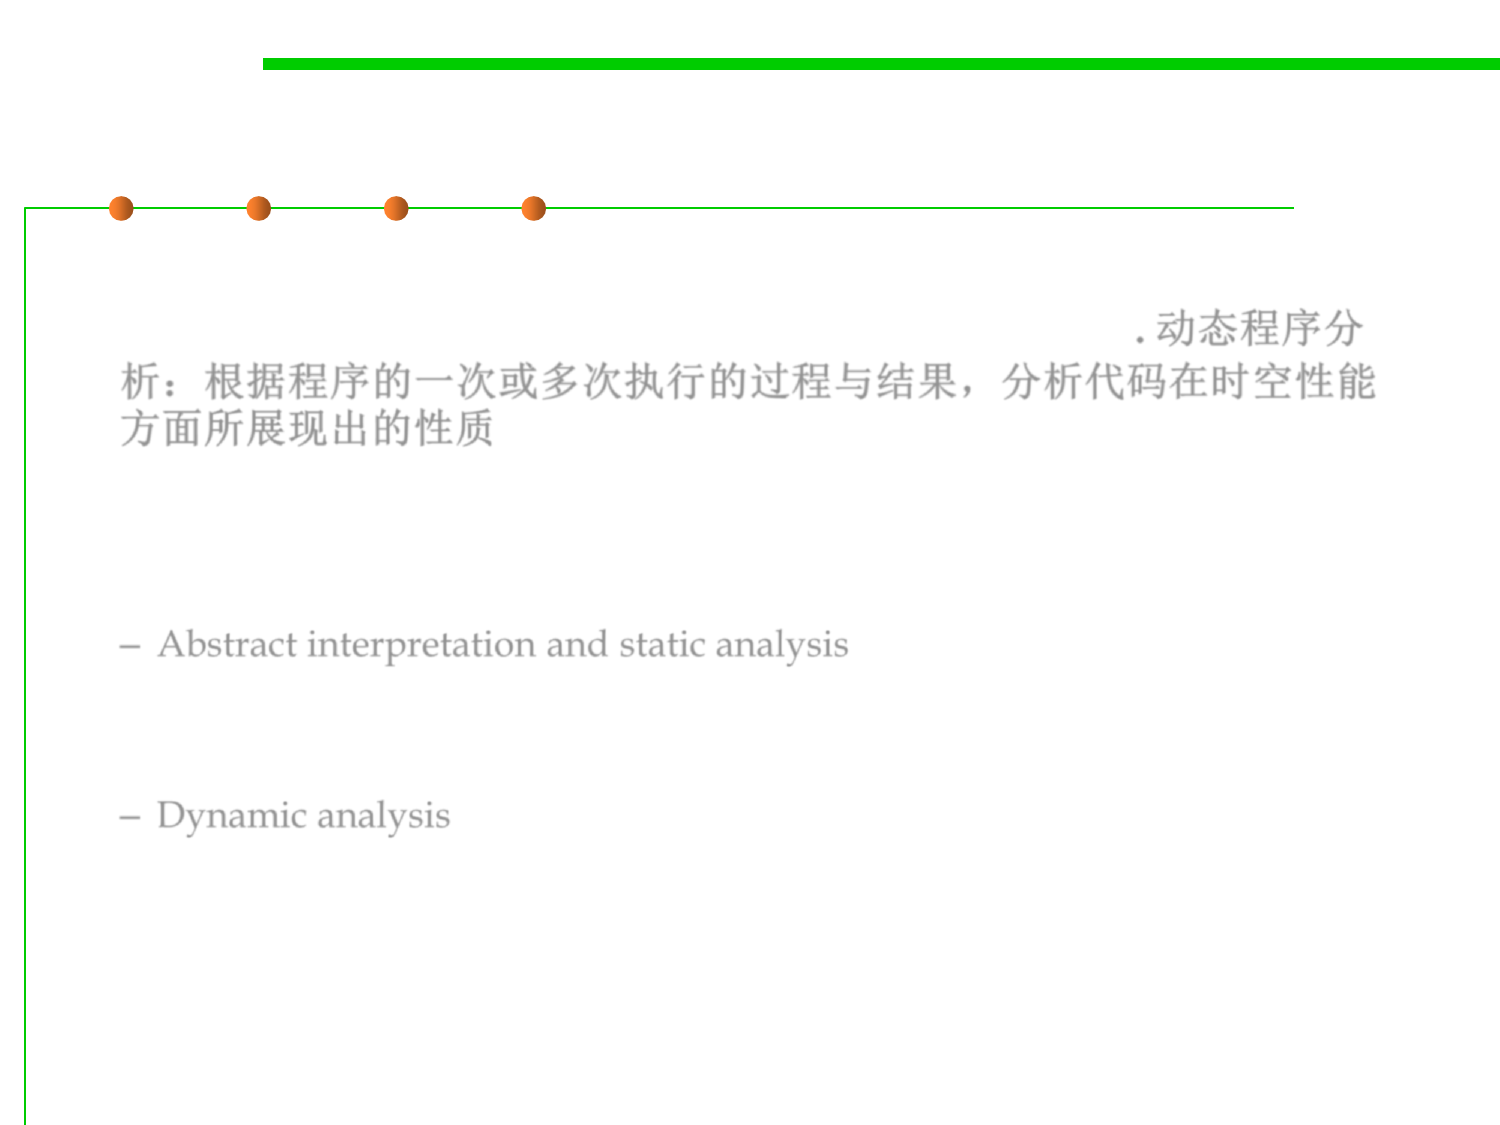 .动态程序分
析：根据程序的一次或多次执行的过程与结果，分析代码在时空性能
方面所展现出的性质
– Abstract interpretation and static analysis
– Dynamic analysis